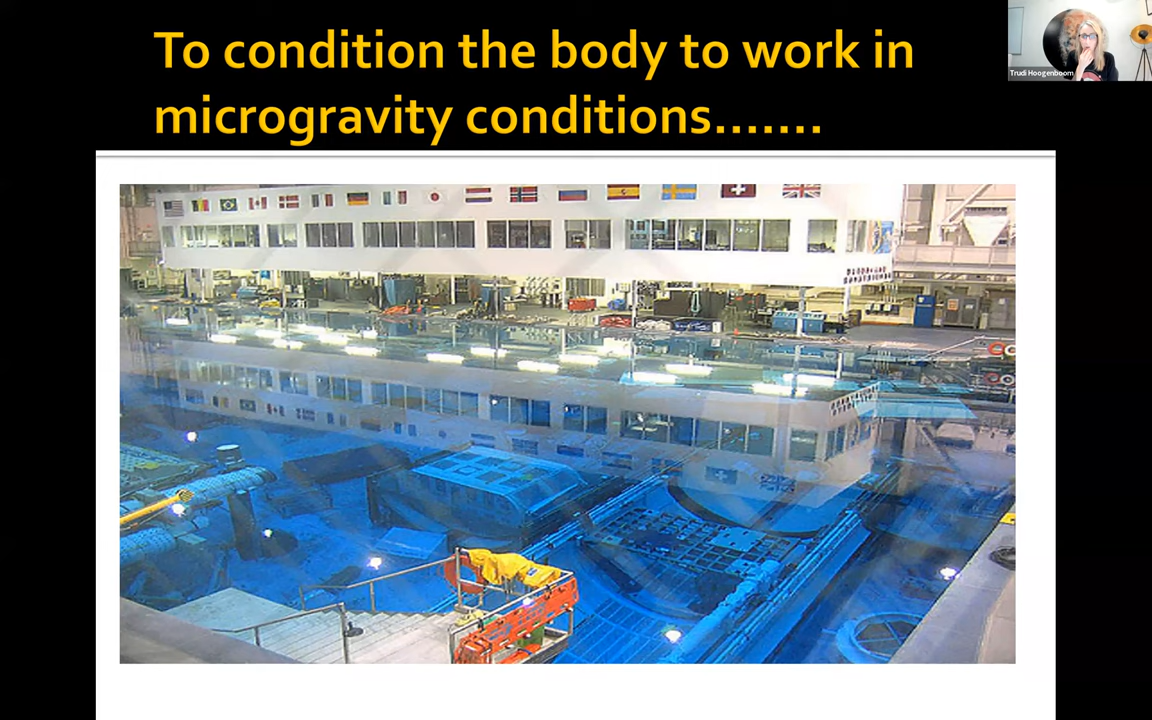 To condition the body to work in
microgravity conditions.......
Trudi Hoogenboom